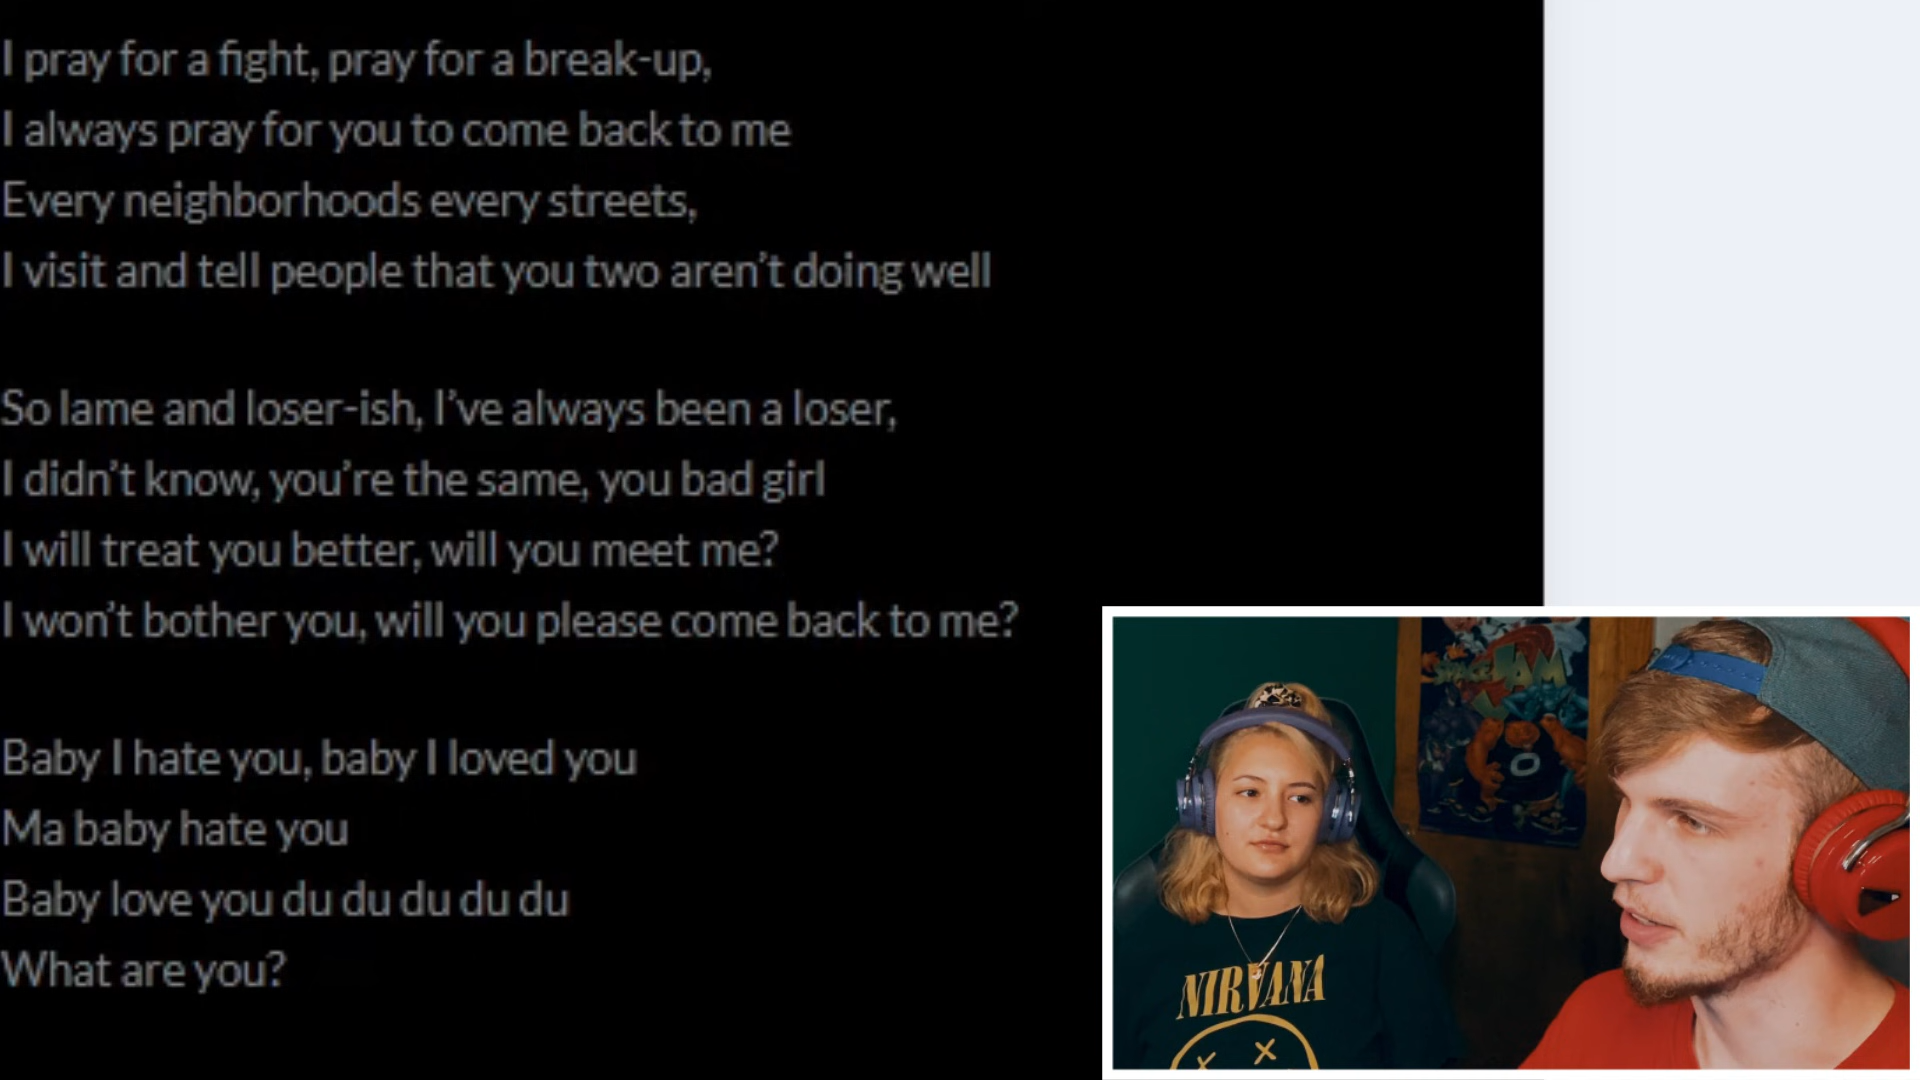 I pray for a fight, pray for a break-up,
I always pray for you to come back to me
Every neighborhoods every streets,
I visit and tell people that you two aren't doing well
So lame and loser-ish, I've always been a loser,
I didn't know, you're the same, you bad girl
I will treat you better, will you meet me?
I won't bother you, will you please come back to me?
Baby I hate you, baby I loved you
Ma baby hate you
Baby love you du du du du du
What are you?
SPACE JAM
NIRVANA